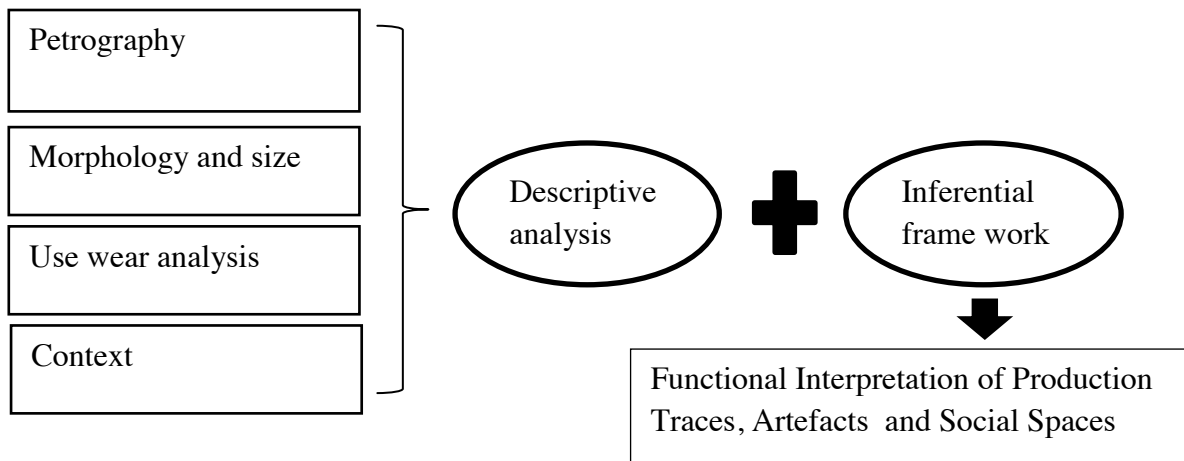 Petrography
Morphology and size
Use wear analysis
Context
Descriptive
analysis
Inferential
frame work
Functional Interpretation of Production
Traces, Artefacts and Social Spaces